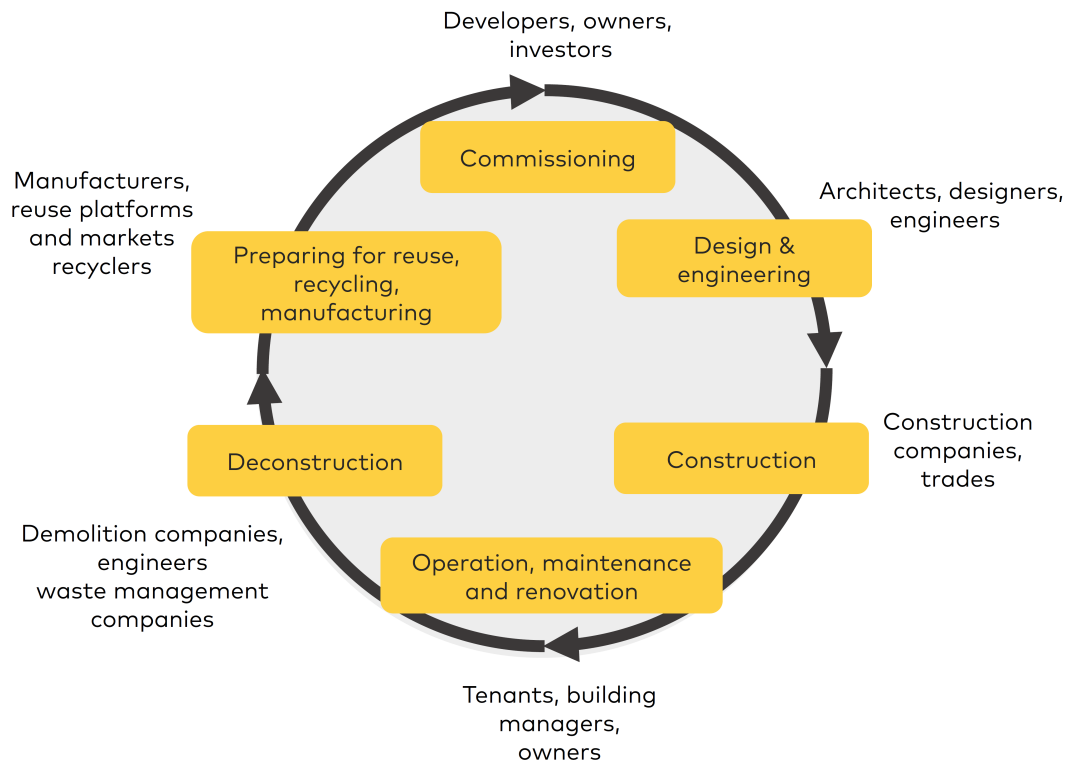 Developers, owners,
investors
Commissioning
Architects, designers,
engineers
Design &
engineering
Construction
companies,
trades
Construction
Operation, maintenance
and renovation
Tenants, building
managers,
owners
Deconstruction
Demolition companies,
engineers
waste management
companies
Manufacturers,
reuse platforms
and markets
recyclers
Preparing for reuse,
recycling,
manufacturing